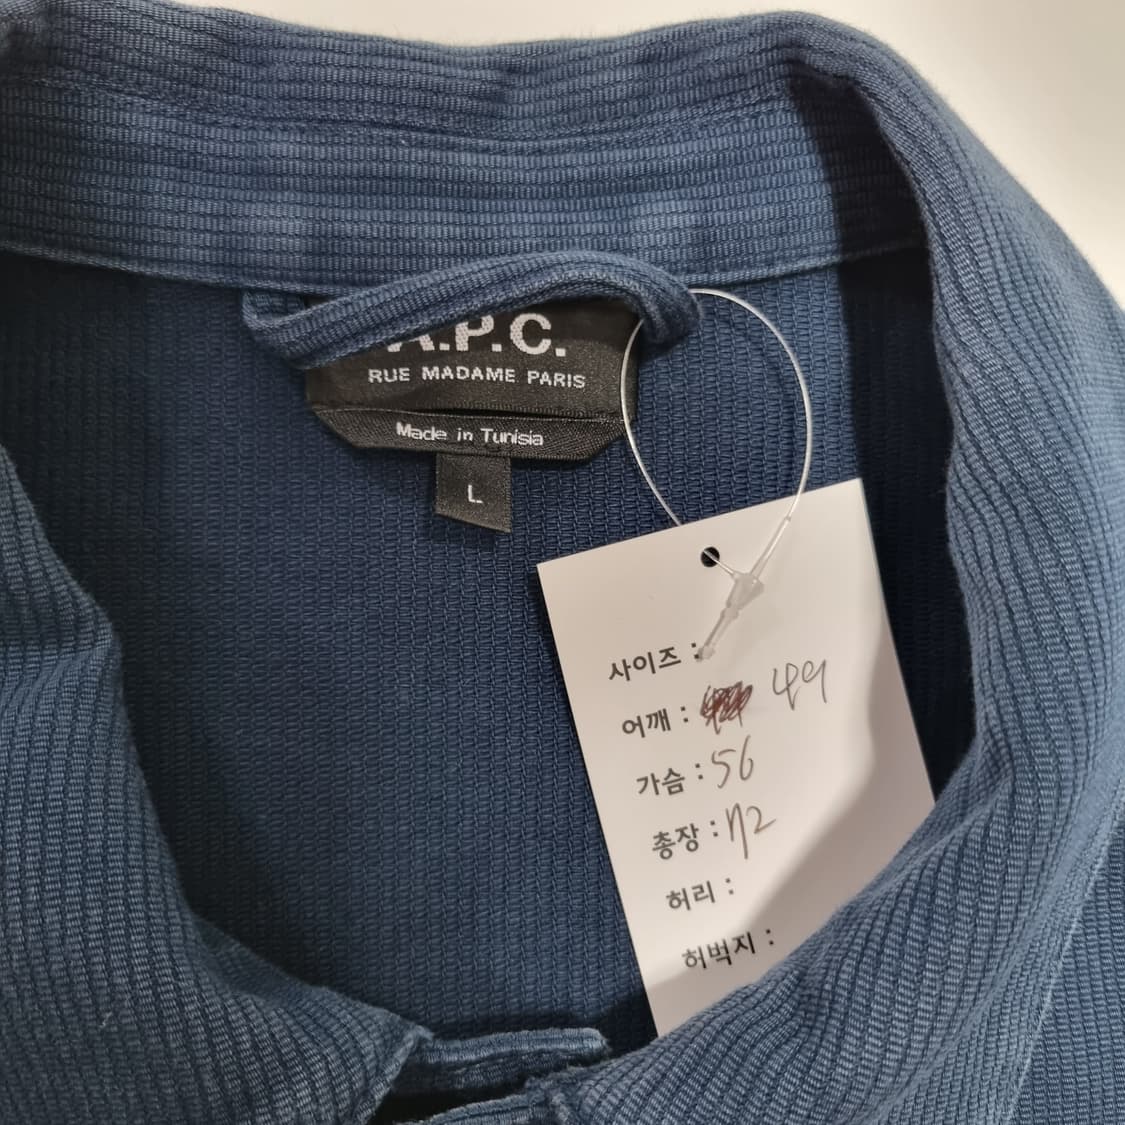 A.P.C.
RUE MADAME PARIS
Made in Tunisia
L
사이즈 :
어깨 : 49
가슴 : 56
총장 : 72
허리 :
허벅지 :